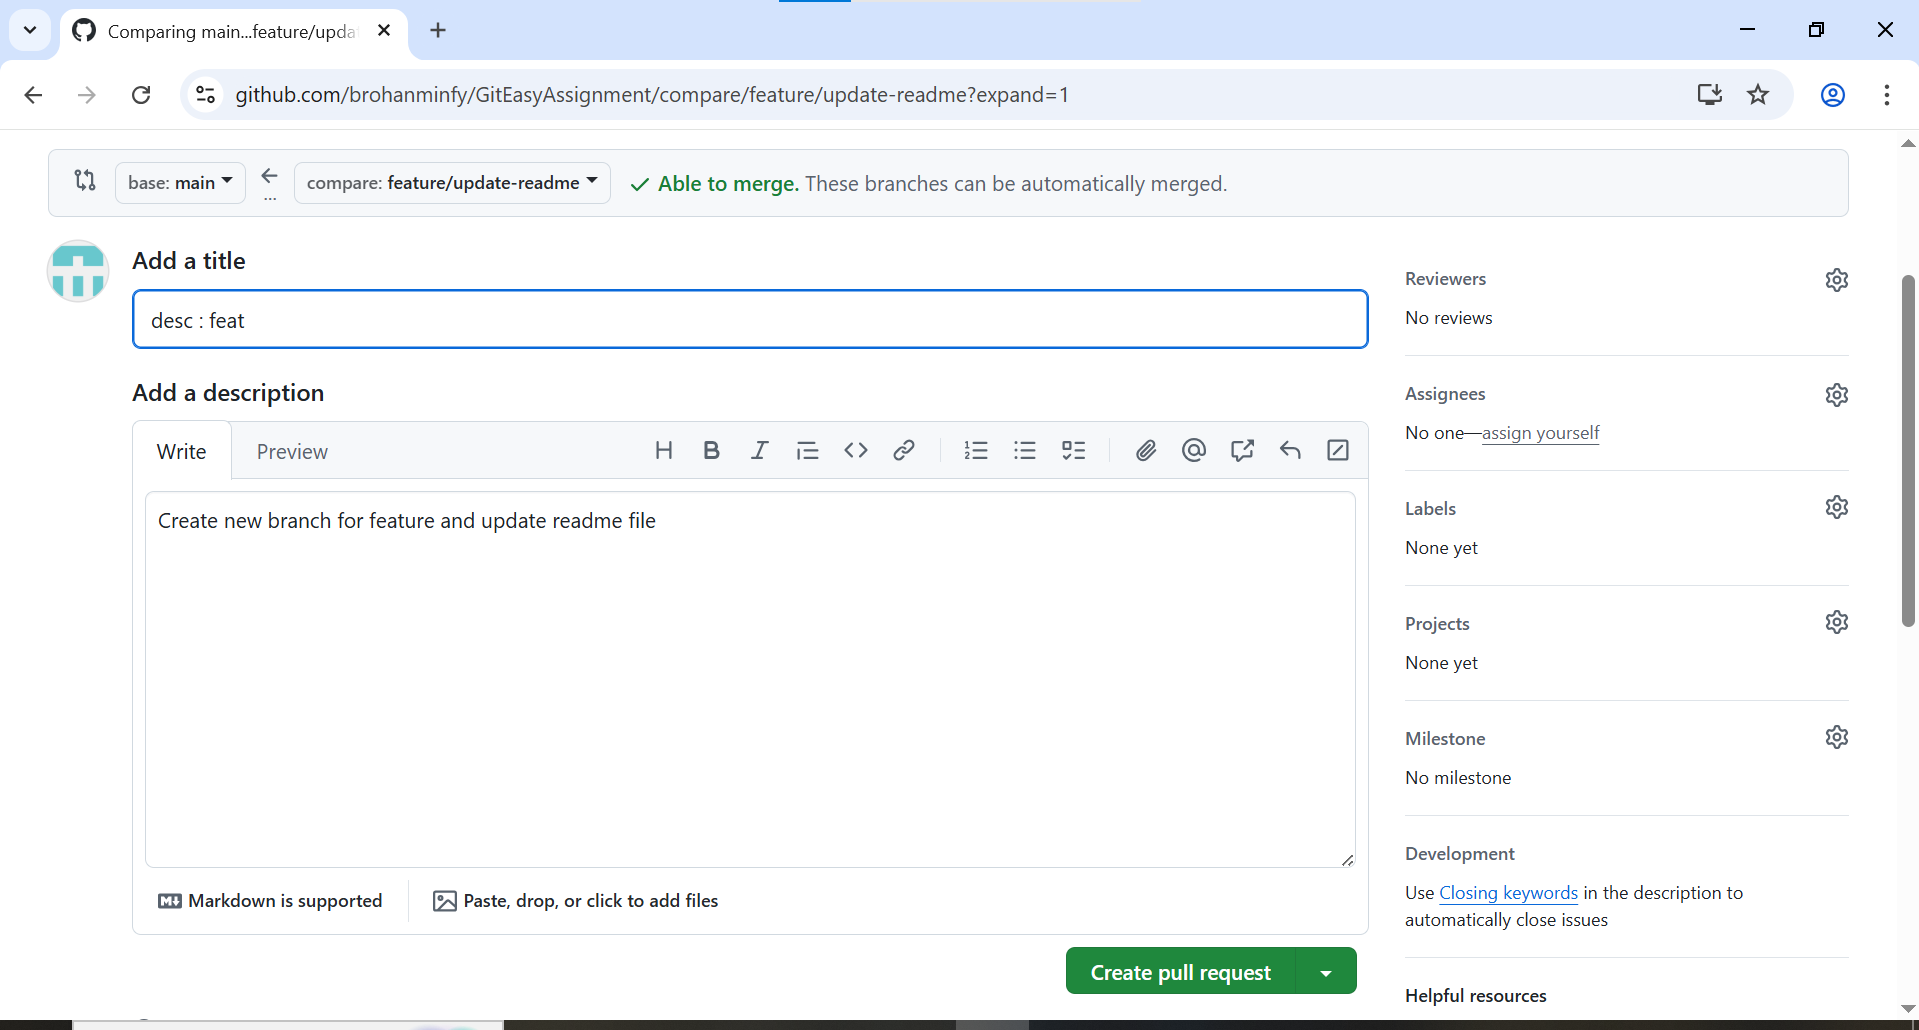 Comparing main...feature/upda
github.com/brohanminfy/GitEasyAssignment/compare/feature/update-readme?expand=1
base: main
...
compare: feature/update-readme
Able to merge. These branches can be automatically merged.
Add a title
desc : feat
Add a description
Write
Preview
Create new branch for feature and update readme file
Markdown is supported
Paste, drop, or click to add files
Create pull request
Reviewers
No reviews
Assignees
No one—assign yourself
Labels
None yet
Projects
None yet
Milestone
No milestone
Development
Use Closing keywords in the description to
automatically close issues
Helpful resources